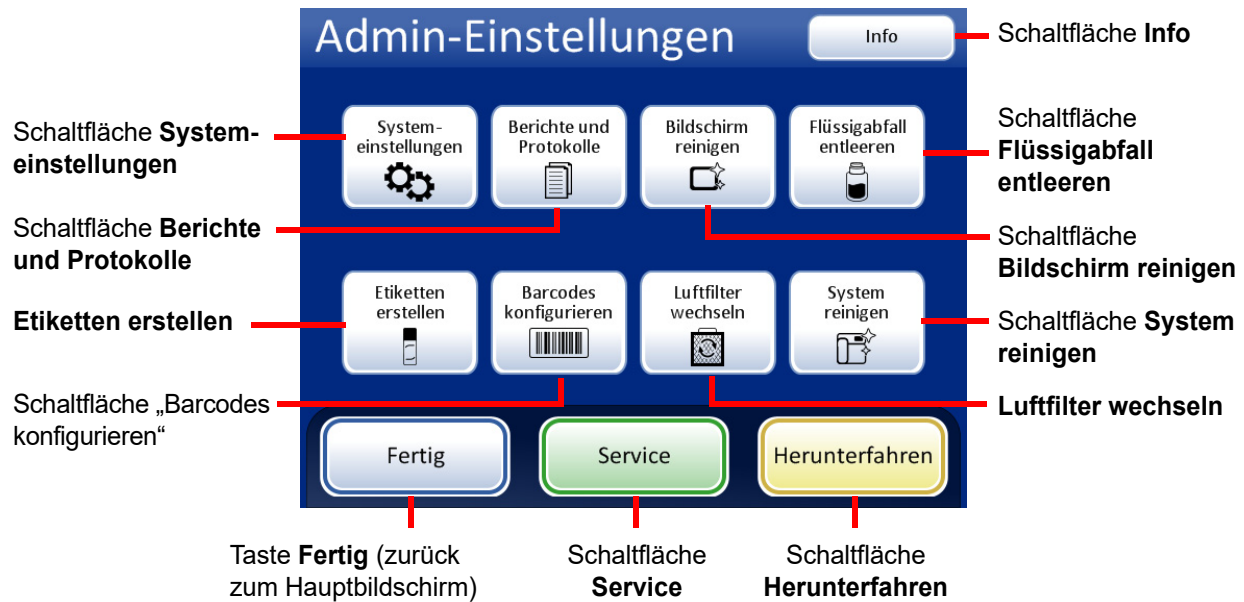 Admin-Einstellungen
Info
Schaltfläche Info
Schaltfläche System-
einstellungen
System-
einstellungen
Berichte und
Protokolle
Bildschirm
reinigen
Flüssigabfall
entleeren
Schaltfläche
Flüssigabfall
entleeren
Schaltfläche Berichte
und Protokolle
Schaltfläche
Bildschirm reinigen
Etiketten erstellen
Etiketten
erstellen
Barcodes
konfigurieren
Luftfilter
wechseln
System
reinigen
Schaltfläche System
reinigen
Schaltfläche „Barcodes
konfigurieren“
Luftfilter wechseln
Fertig
Service
Herunterfahren
Taste Fertig (zurück
zum Hauptbildschirm)
Schaltfläche
Service
Schaltfläche
Herunterfahren